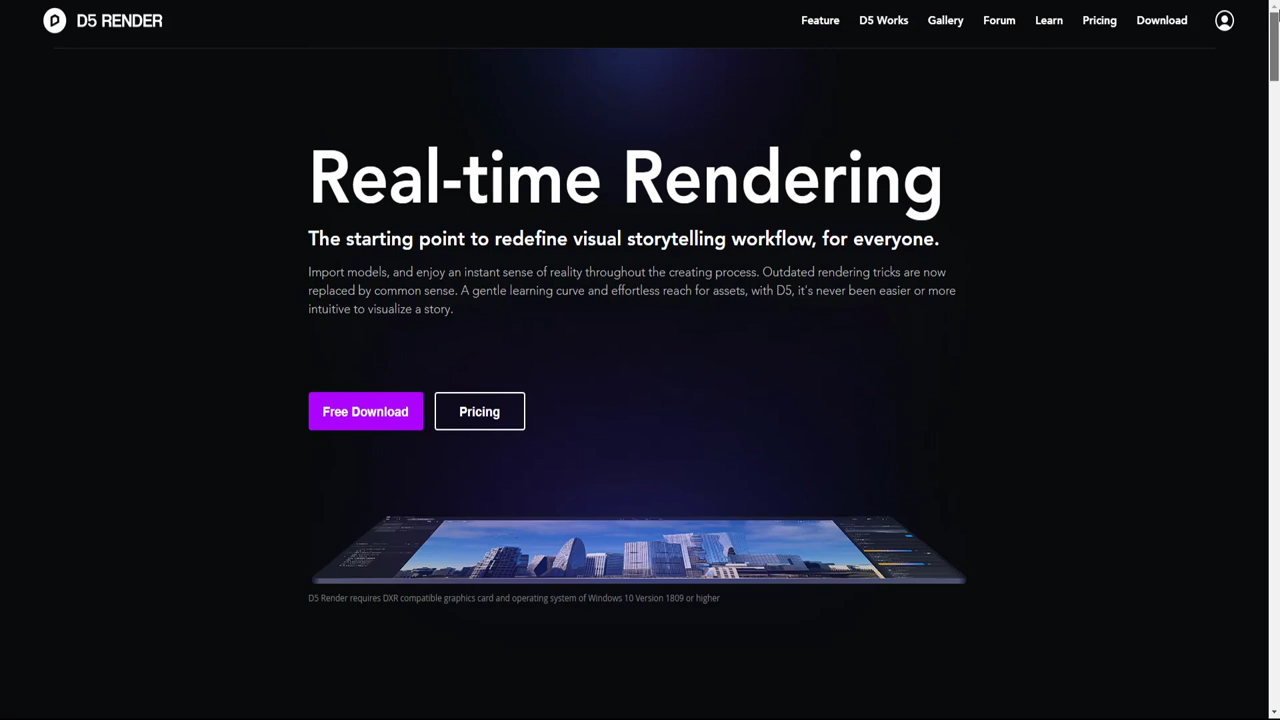 D5 RENDER
Feature
D5 Works
Gallery
Forum
Learn
Pricing
Download
Real-time Rendering
The starting point to redefine visual storytelling workflow, for everyone.
Import models, and enjoy an instant sense of reality throughout the creating process. Outdated rendering tricks are now
replaced by common sense. A gentle learning curve and effortless reach for assets, with D5, it's never been easier or more
intuitive to visualize a story.
Free Download
Pricing
D5 Render requires DXR compatible graphics card and operating system of Windows 10 Version 1809 or higher